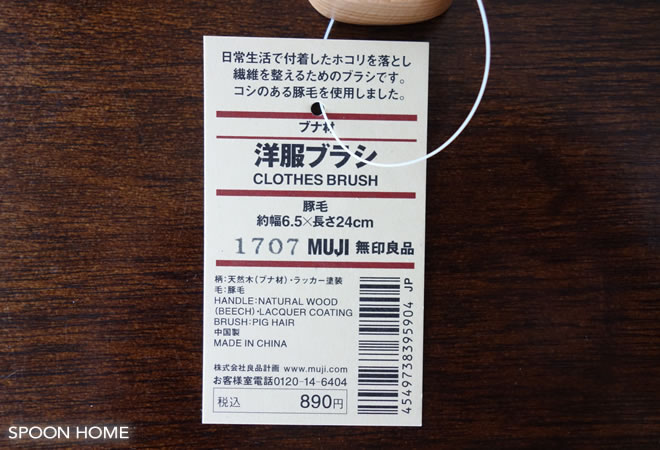 日常生活で付着したホコリを落とし
繊維を整えるためのブラシです。
コシのある豚毛を使用しました。
ブナ材
洋服ブラシ
CLOTHES BRUSH
豚毛
約幅6.5×長さ24cm
1707 MUJI 無印良品
柄:天然木(ブナ材)・ラッカー塗装
毛:豚毛
HANDLE:NATURAL WOOD
(BEECH)・LACQUER COATING
BRUSH:PIG HAIR
中国製
MADE IN CHINA
株式会社良品計画 www.muji.com
お客様室電話0120-14-6404
税込 890円
4549738395904 JP
SPOON HOME